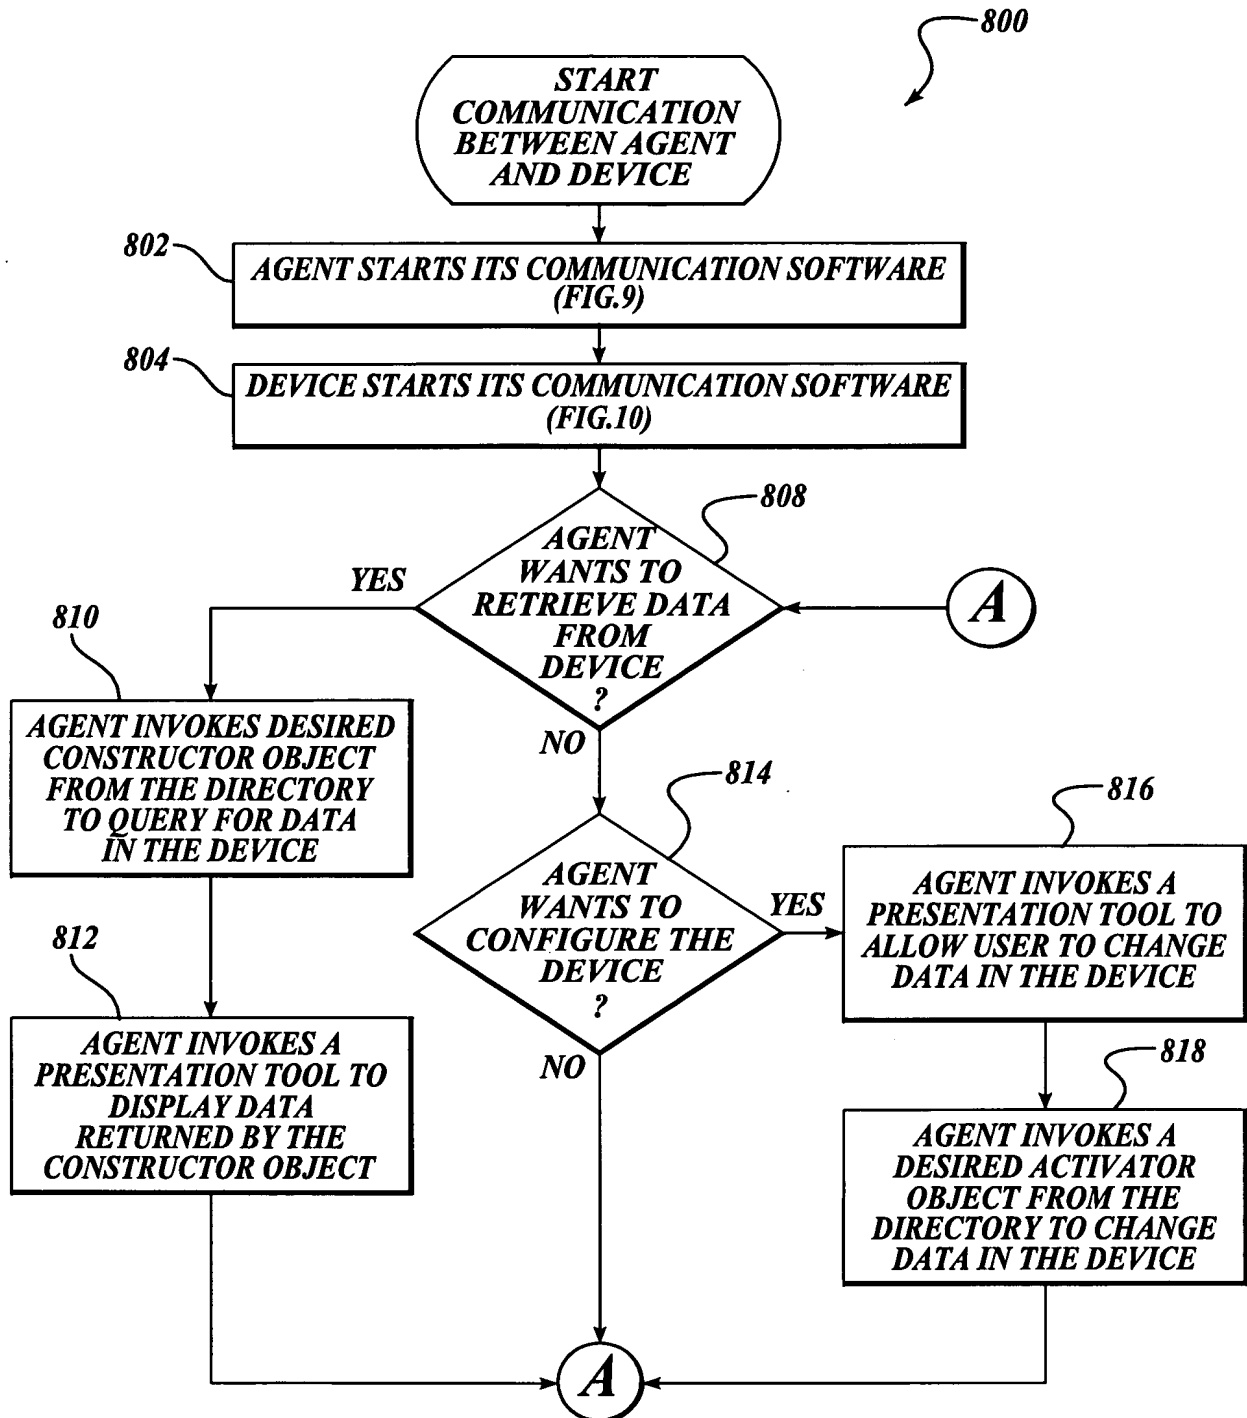 800
START
COMMUNICATION
BETWEEN AGENT
AND DEVICE
802
AGENT STARTS ITS COMMUNICATION SOFTWARE
(FIG.9)
804
DEVICE STARTS ITS COMMUNICATION SOFTWARE
(FIG.10)
808
AGENT
WANTS TO
RETRIEVE DATA
FROM
DEVICE
?
YES
NO
A
810
AGENT INVOKES DESIRED
CONSTRUCTOR OBJECT
FROM THE DIRECTORY
TO QUERY FOR DATA
IN THE DEVICE
812
AGENT INVOKES A
PRESENTATION TOOL TO
DISPLAY DATA
RETURNED BY THE
CONSTRUCTOR OBJECT
814
AGENT
WANTS TO
CONFIGURE THE
DEVICE
?
YES
NO
816
AGENT INVOKES A
PRESENTATION TOOL TO
ALLOW USER TO CHANGE
DATA IN THE DEVICE
818
AGENT INVOKES A
DESIRED ACTIVATOR
OBJECT FROM THE
DIRECTORY TO CHANGE
DATA IN THE DEVICE
A